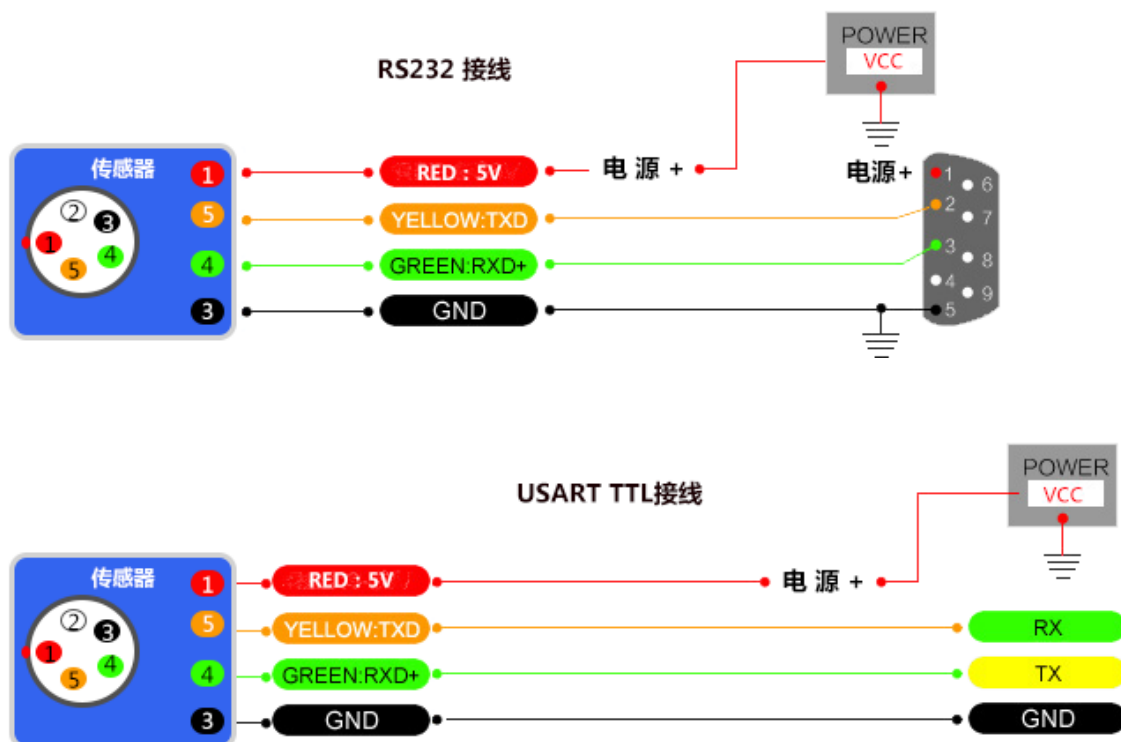 RS232 接线
POWER
VCC
传感器
1
RED：5V
电 源 +
电源+
1
6
2
3
5
YELLOW:TXD
2
7
1
4
4
GREEN:RXD+
3
8
5
4
9
3
GND
5
USART TTL接线
POWER
VCC
传感器
1
RED：5V
电 源 +
2
3
5
YELLOW:TXD
RX
1
4
4
GREEN:RXD+
TX
5
3
GND
GND